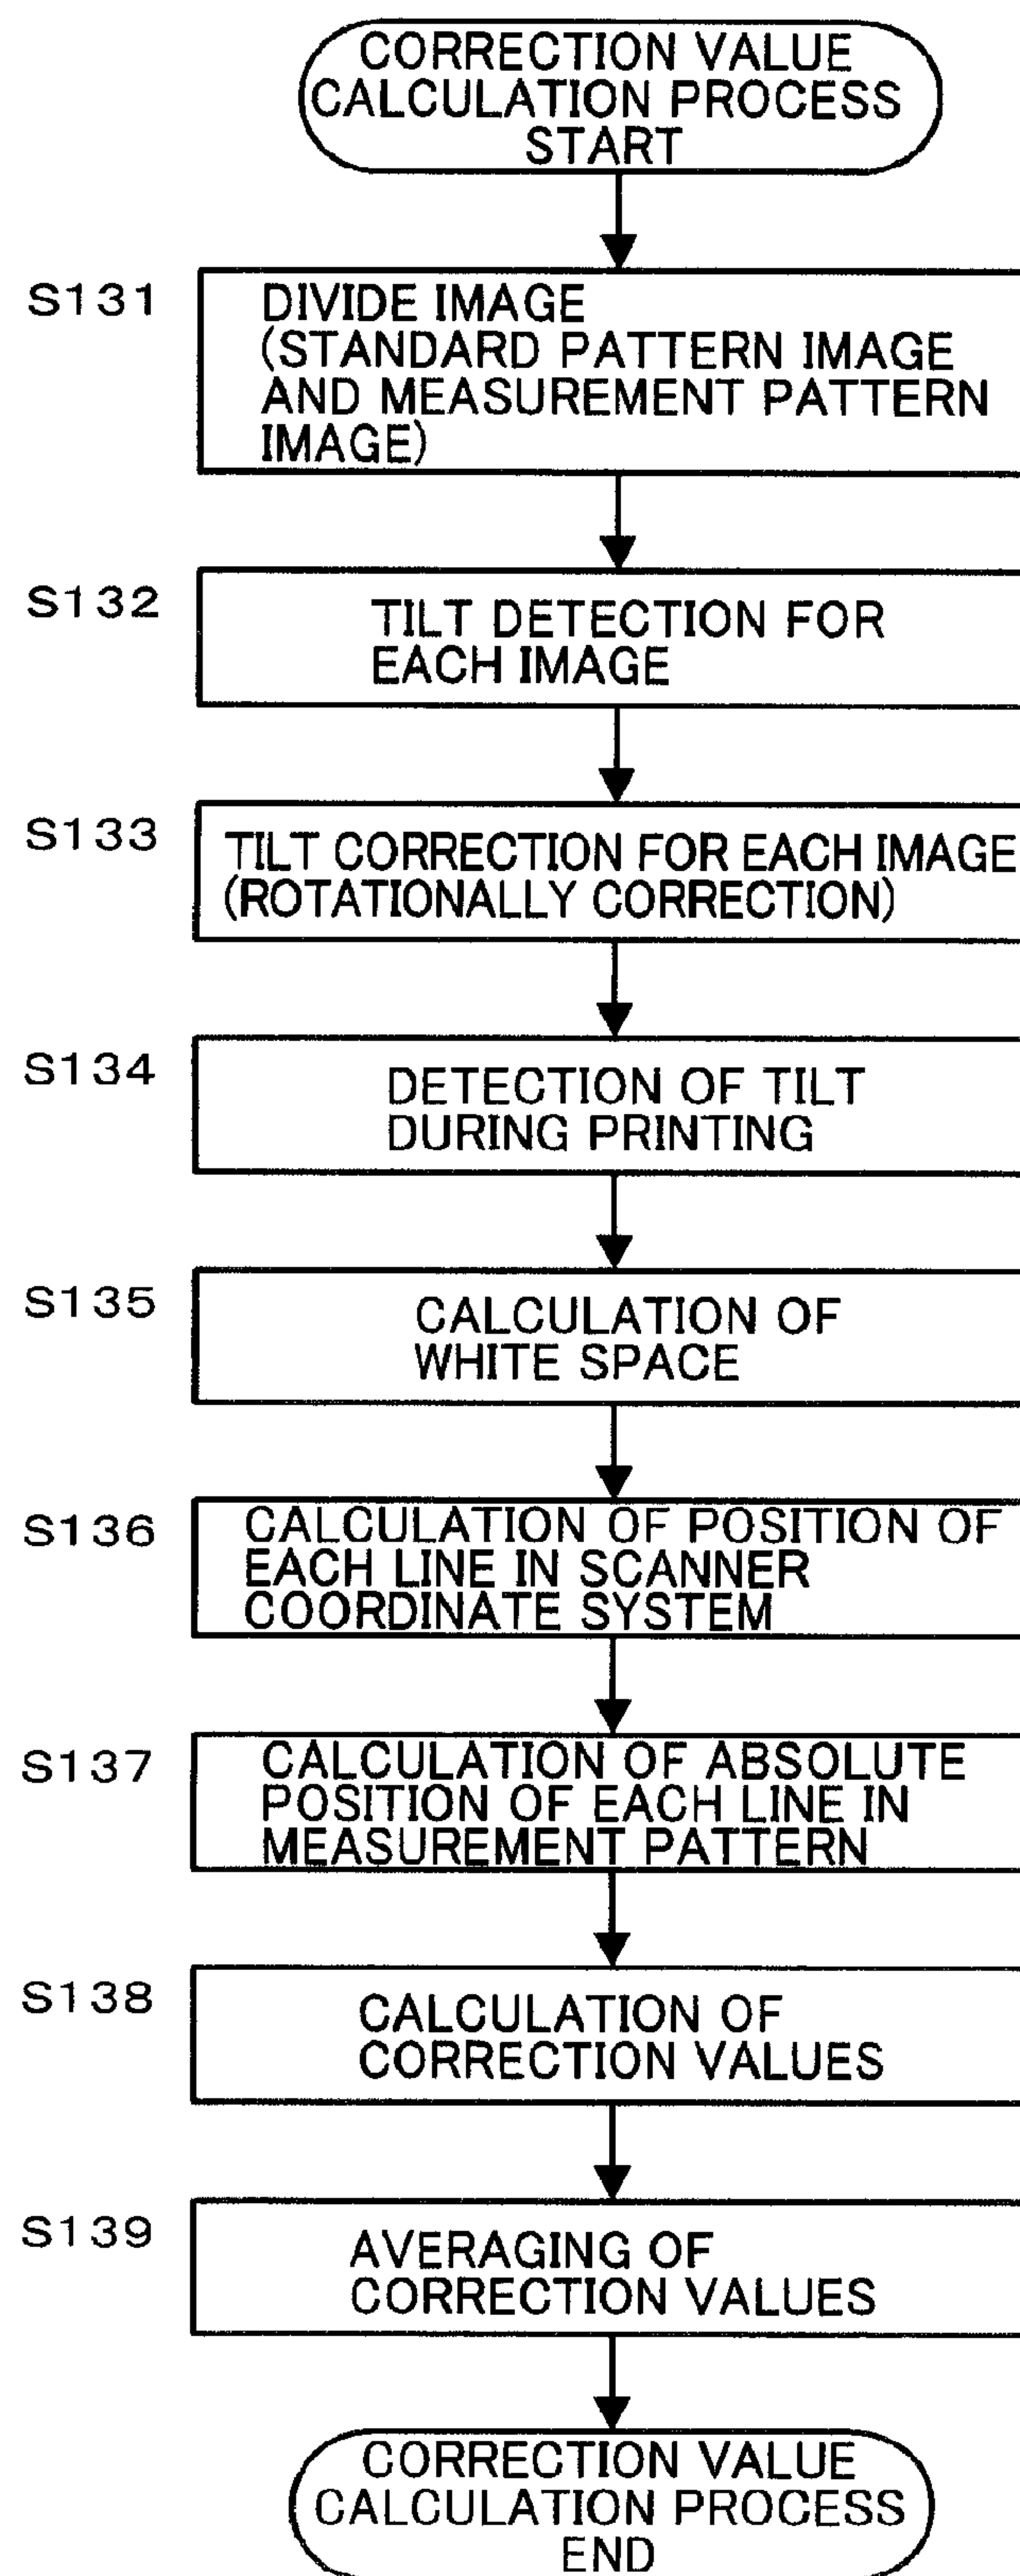 CORRECTION VALUE
CALCULATION PROCESS
START
S131
DIVIDE IMAGE
(STANDARD PATTERN IMAGE
AND MEASUREMENT PATTERN
IMAGE)
S132
TILT DETECTION FOR
EACH IMAGE
S133
TILT CORRECTION FOR EACH IMAGE
(ROTATIONALLY CORRECTION)
S134
DETECTION OF TILT
DURING PRINTING
S135
CALCULATION OF
WHITE SPACE
S136
CALCULATION OF POSITION OF
EACH LINE IN SCANNER
COORDINATE SYSTEM
S137
CALCULATION OF ABSOLUTE
POSITION OF EACH LINE IN
MEASUREMENT PATTERN
S138
CALCULATION OF
CORRECTION VALUES
S139
AVERAGING OF
CORRECTION VALUES
CORRECTION VALUE
CALCULATION PROCESS
END